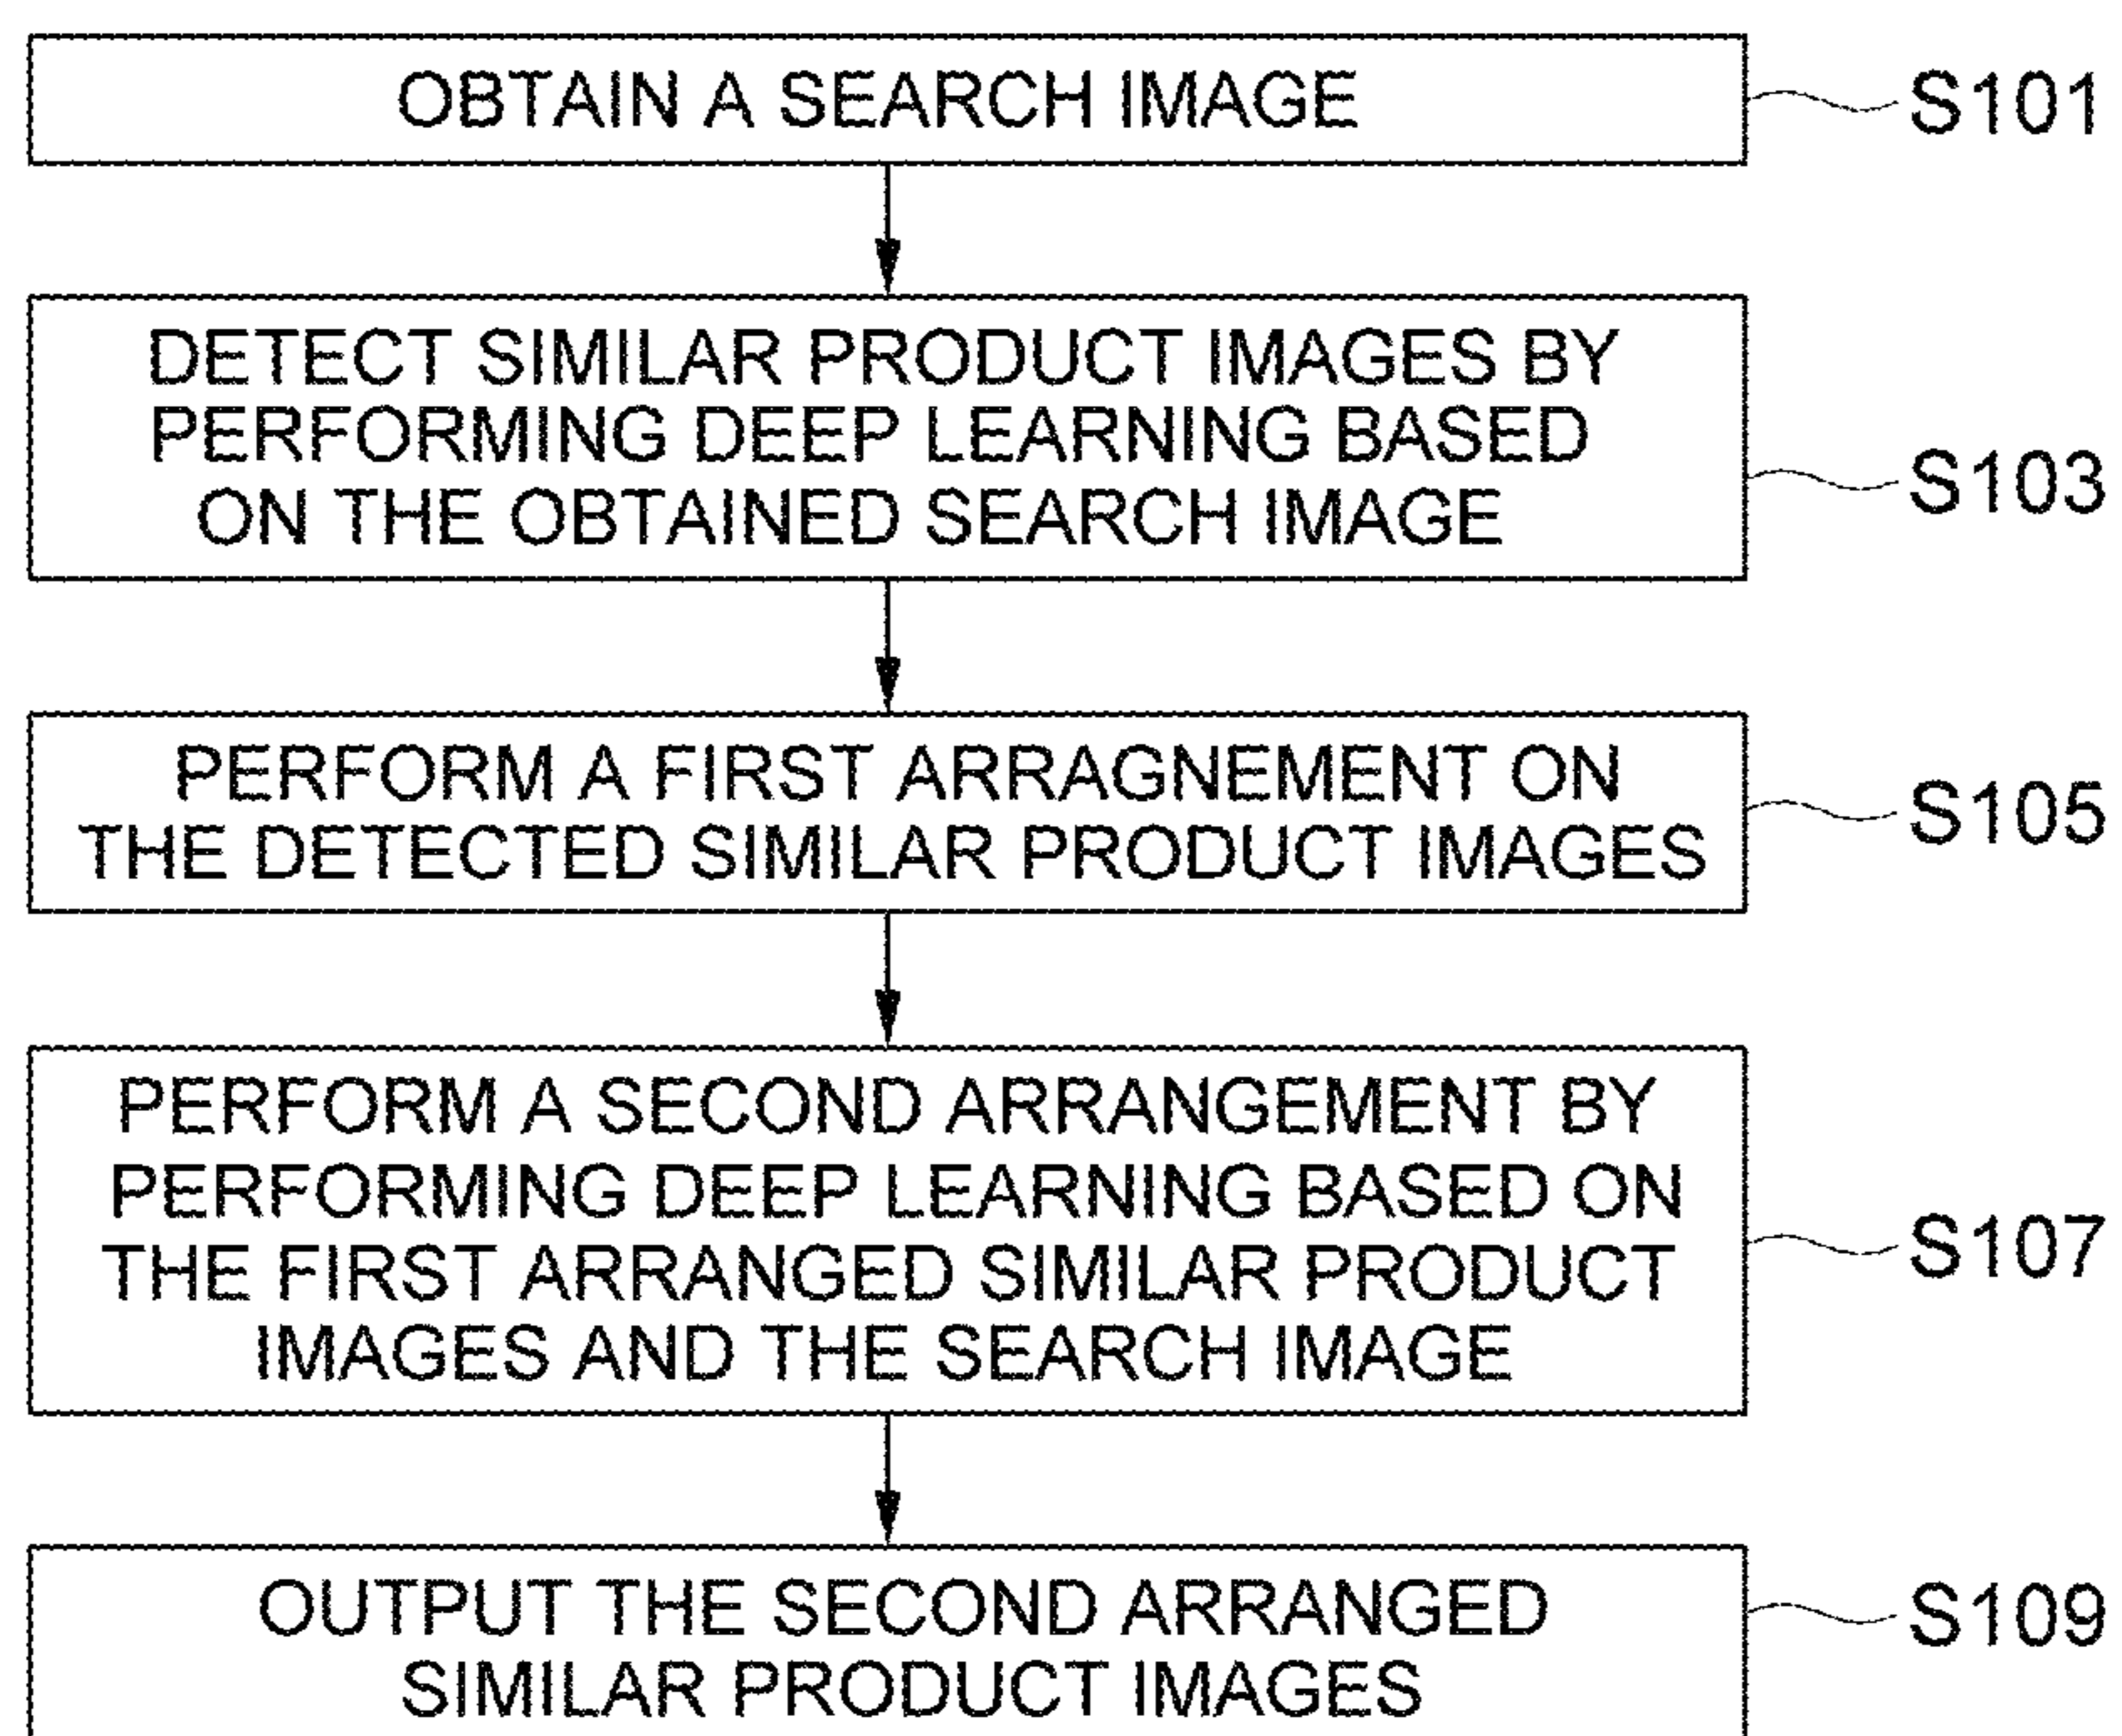 OBTAIN A SEARCH IMAGE
S101
DETECT SIMILAR PRODUCT IMAGES BY
PERFORMING DEEP LEARNING BASED
ON THE OBTAINED SEARCH IMAGE
S103
PERFORM A FIRST ARRAGNEMENT ON
THE DETECTED SIMILAR PRODUCT IMAGES
S105
PERFORM A SECOND ARRANGEMENT BY
PERFORMING DEEP LEARNING BASED ON
THE FIRST ARRANGED SIMILAR PRODUCT
IMAGES AND THE SEARCH IMAGE
S107
OUTPUT THE SECOND ARRANGED
SIMILAR PRODUCT IMAGES
S109